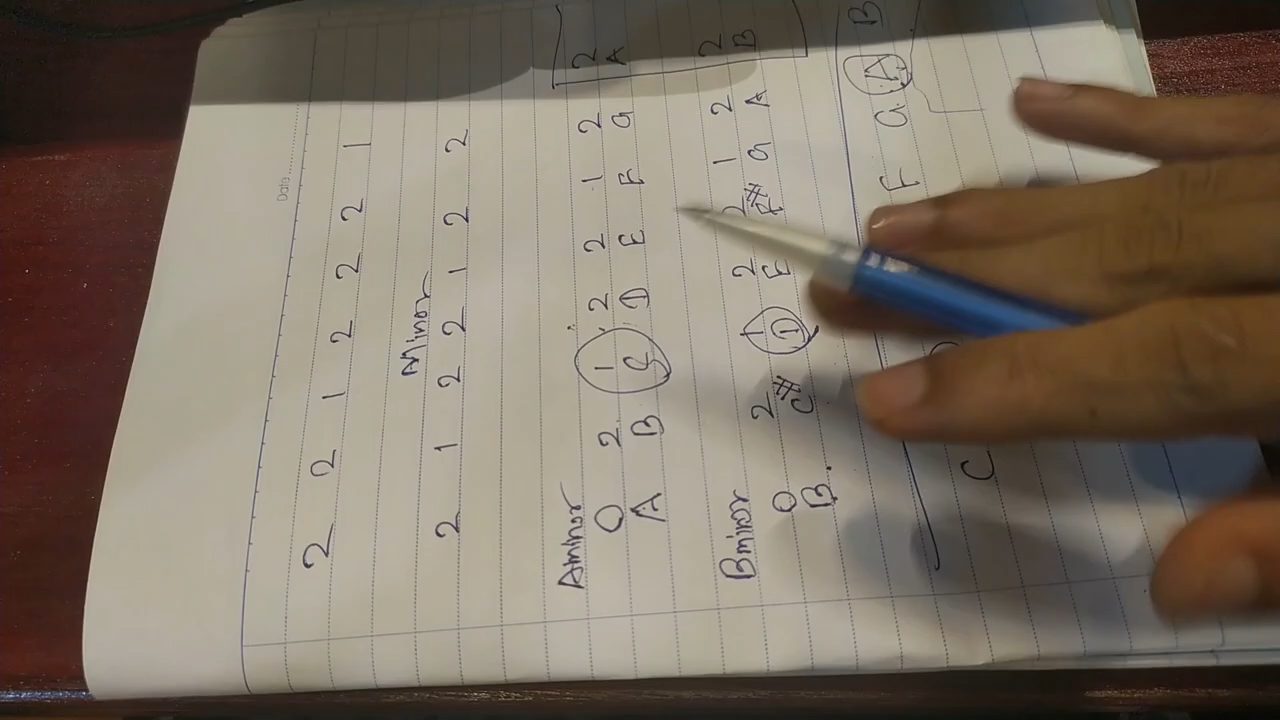 Date
2 2 1 2 2 2 1
Minor
2 1 2 2 1 2 2
Aminor
0 2 1 2 2 1 2 2
A B C D E F G A
Bminor
0 2 1 2 2 1 2 2
B. C# D E F# G A B
C F G A B